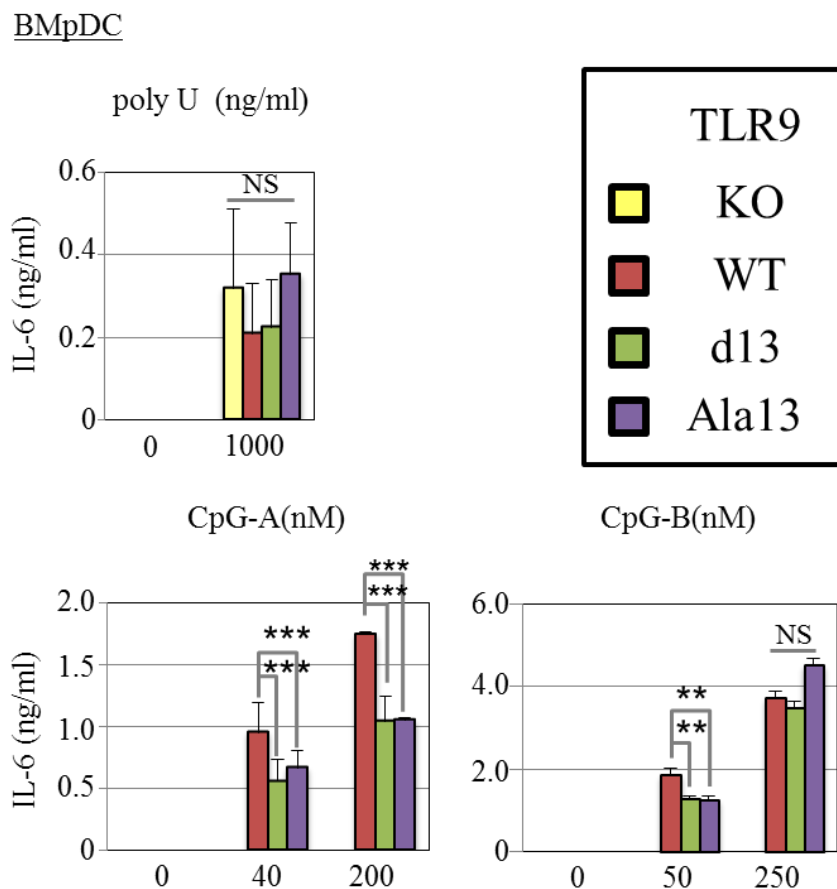 BMpDC
poly U (ng/ml)
IL-6 (ng/ml)
0.6
0.4
0.2
0
NS
0
1000
TLR9
KO
WT
d13
Ala13
CpG-A(nM)
IL-6 (ng/ml)
2.0
1.5
1.0
0.5
0
***
***
***
***
0
40
200
CpG-B(nM)
6.0
4.0
2.0
0
**
**
NS
0
50
250